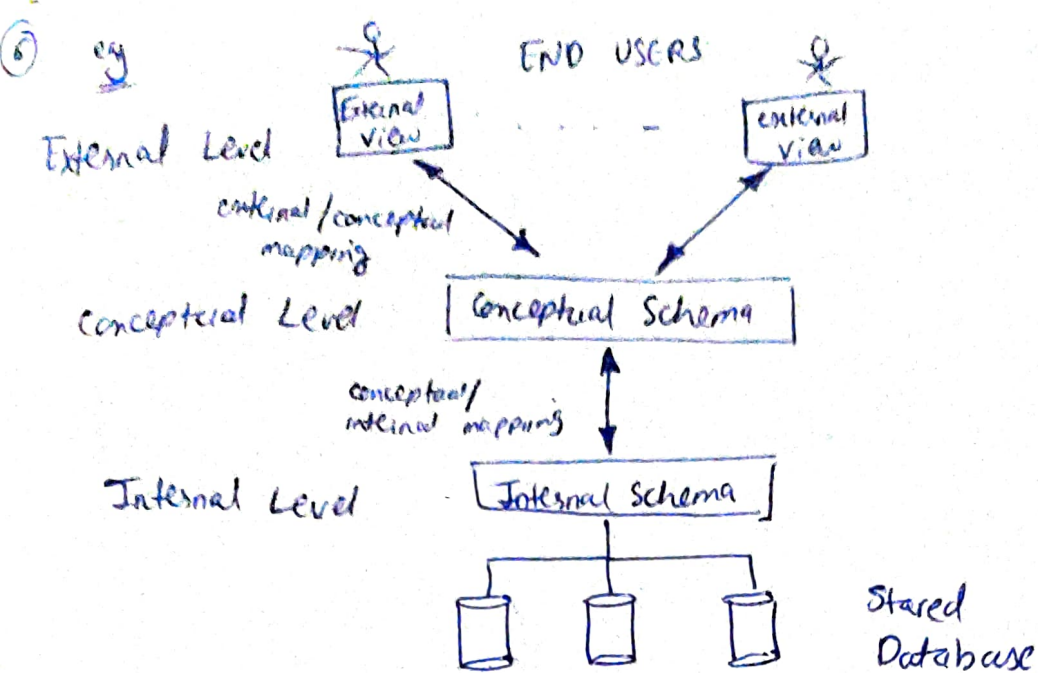 6 eg
END USERS
External
View
external
view
External Level
external/conceptual
mapping
Conceptual Level
Conceptual Schema
conceptual/
internal mapping
Internal Level
Internal Schema
Stored
Database